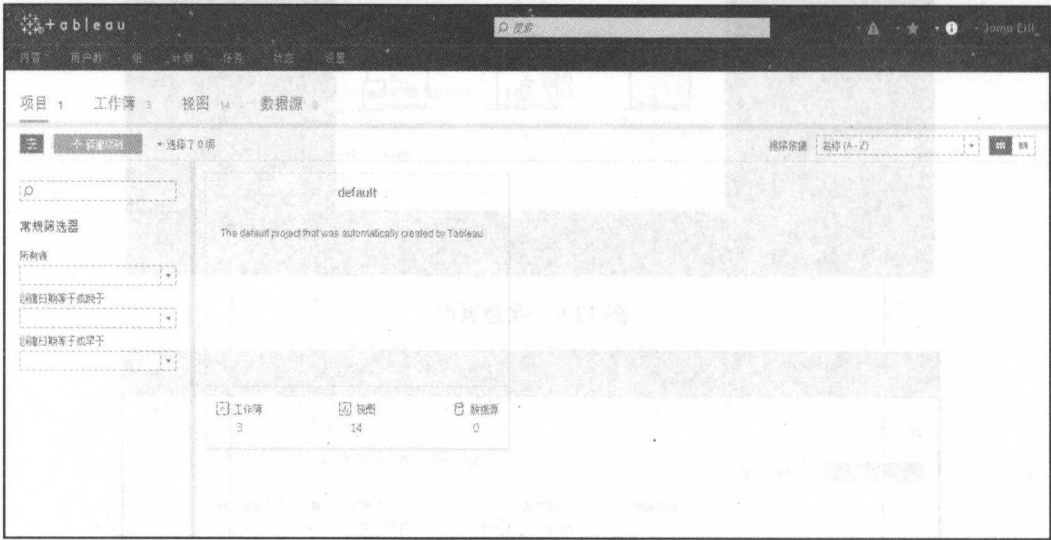 +ableau
搜索
内容 用户数 组 计划 任务 状态 设置
项目 1 工作簿 3 视图 14 数据源 0
选择了 0 项
排序依据 名称 (A - Z)
常规筛选器
所有者
创建日期等于或晚于
创建日期等于或早于
default
The default project that was automatically created by Tableau
工作簿 视图 数据源
3 14 0